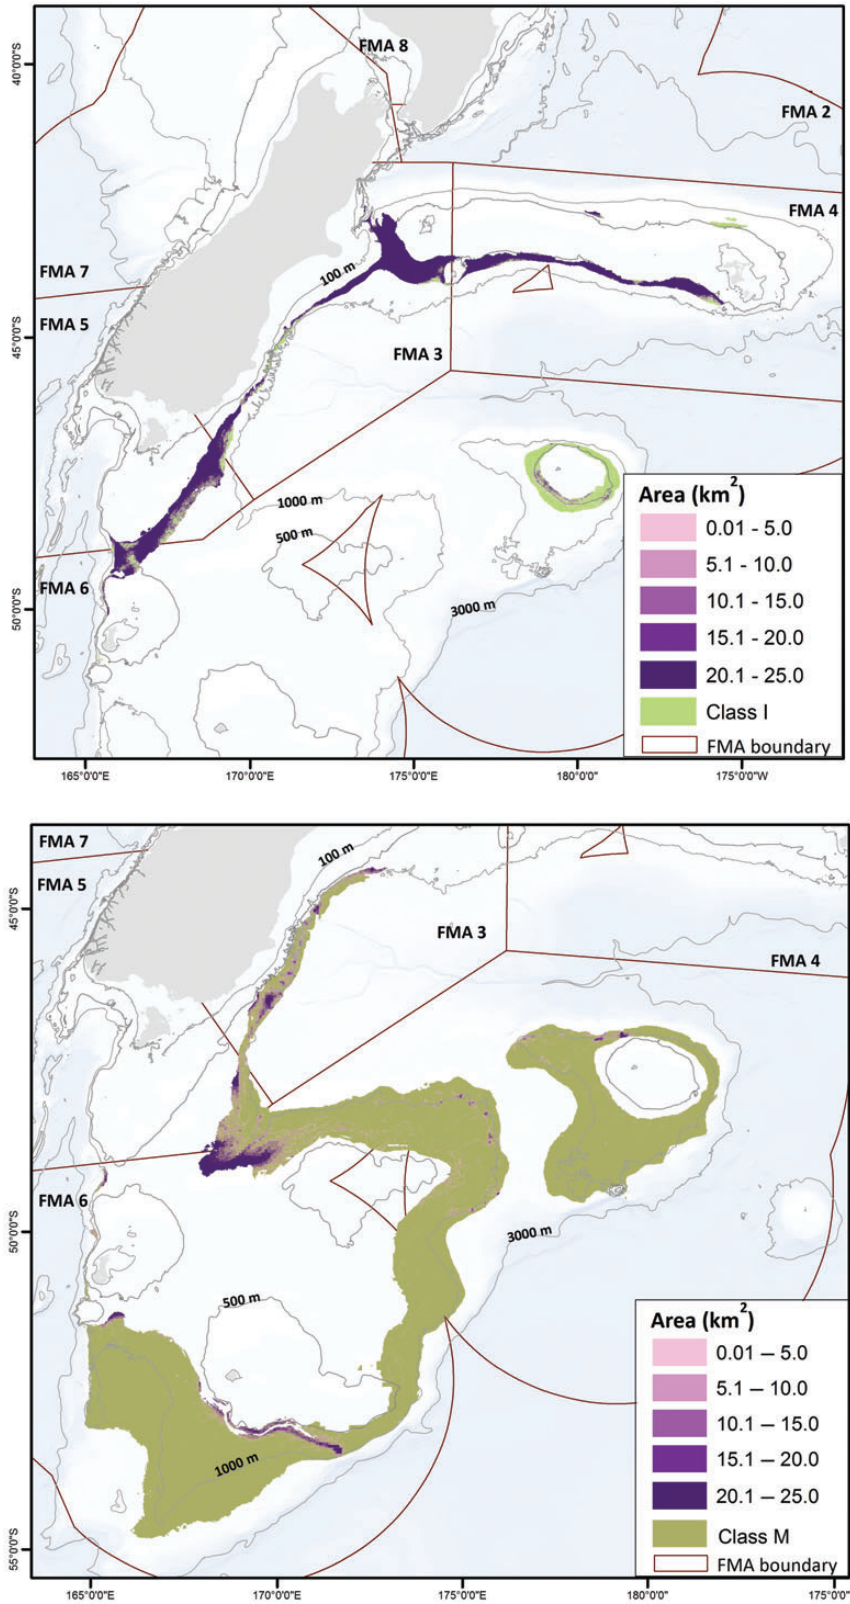 FMA 8
40°0'0"S
FMA 2
FMA 4
FMA 7
100 m
FMA 5
45°0'0"S
FMA 3
1000 m
500 m
FMA 6
50°0'0"S
3000 m
Area (km²)
0.01 - 5.0
5.1 - 10.0
10.1 - 15.0
15.1 - 20.0
20.1 - 25.0
Class I
FMA boundary
165°0'0"E
170°0'0"E
175°0'0"E
180°0'0"
175°0'0"W
FMA 7
100 m
FMA 5
45°0'0"S
FMA 3
FMA 4
FMA 6
50°0'0"S
3000 m
500 m
1000 m
55°0'0"S
Area (km²)
0.01 – 5.0
5.1 – 10.0
10.1 – 15.0
15.1 – 20.0
20.1 – 25.0
Class M
FMA boundary
165°0'0"E
170°0'0"E
175°0'0"E
180°0'0"
175°0'0"W